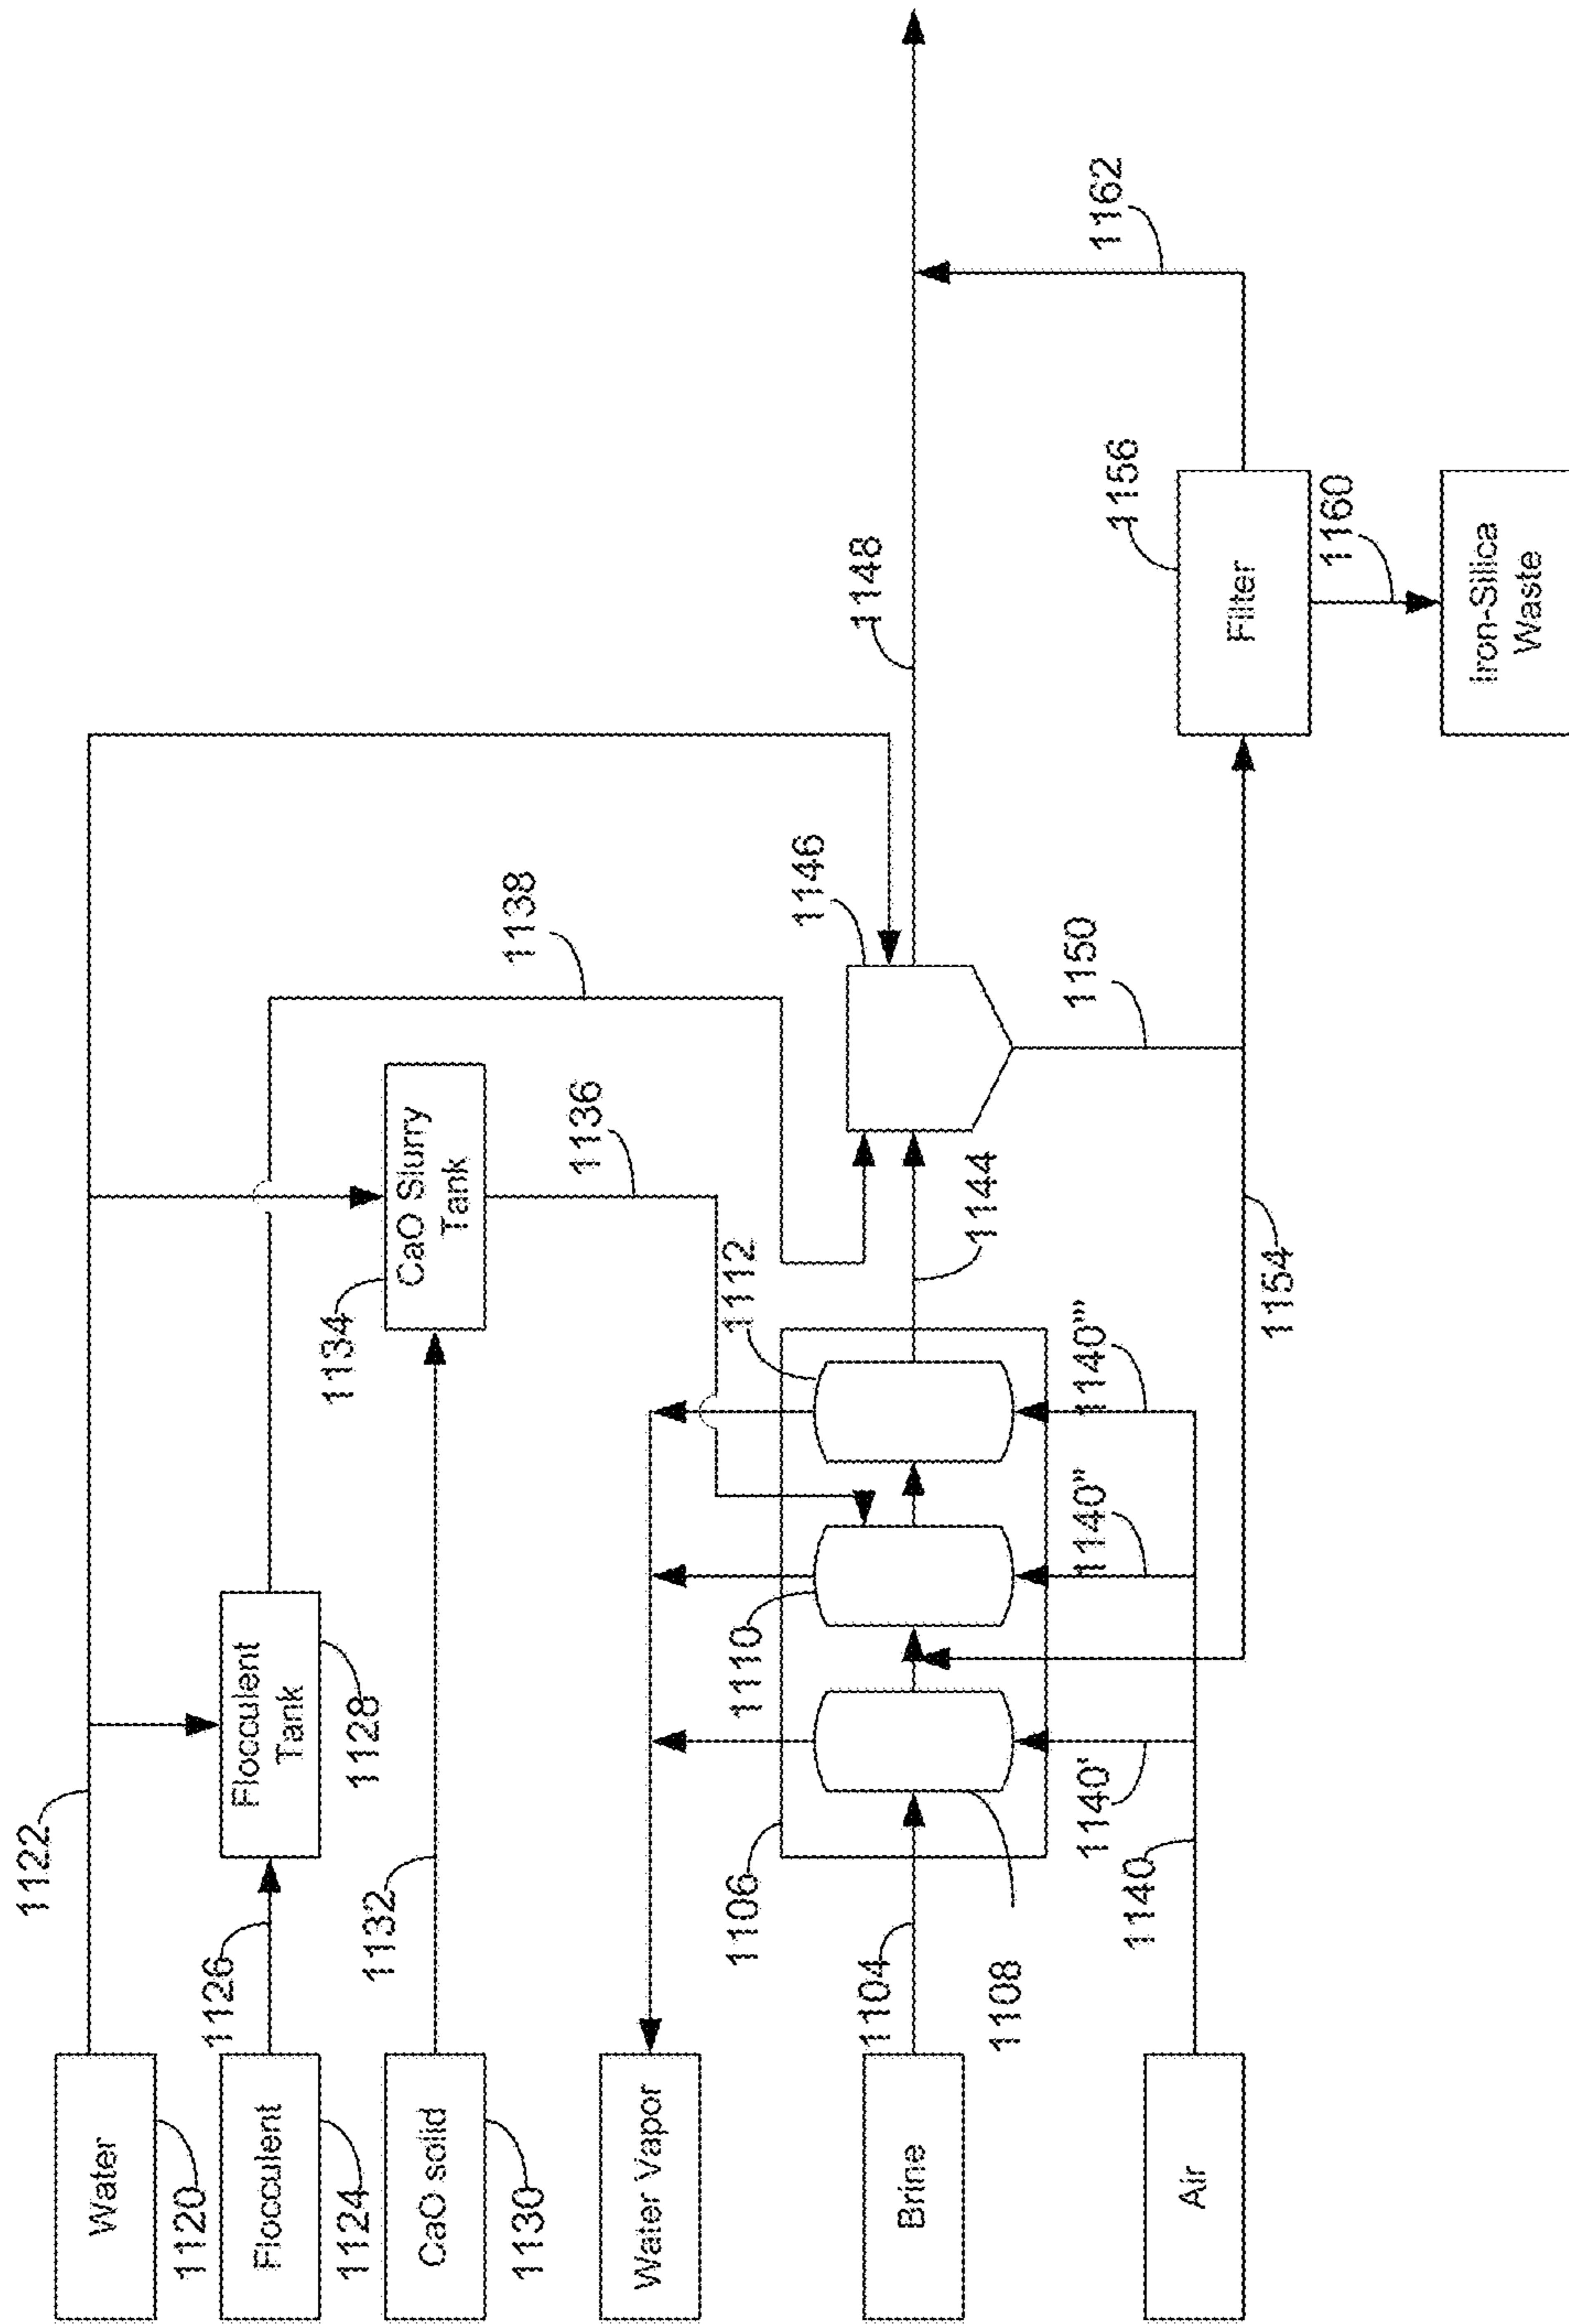 Water
1120
1122
Flocculent
1124
1126
Flocculent
Tank
1128
CaO solid
1130
1132
CaO Slurry
Tank
1134
1136
1138
Water Vapor
Brine
1104
1106
1108
1110
1112
1144
1146
1148
Air
1140
1140'
1140"
1140'"
1150
1154
Filter
1156
1160
1162
Iron-Silica
Waste